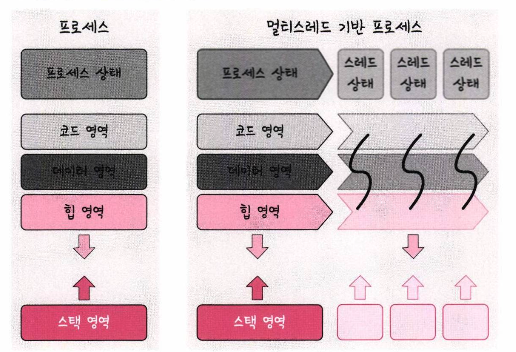 프로세스
멀티스레드 기반 프로세스
프로세스 상태
프로세스 상태
스레드
상태
스레드
상태
스레드
상태
코드 영역
코드 영역
데이터 영역
데이터 영역
힙 영역
힙 영역
스택 영역
스택 영역